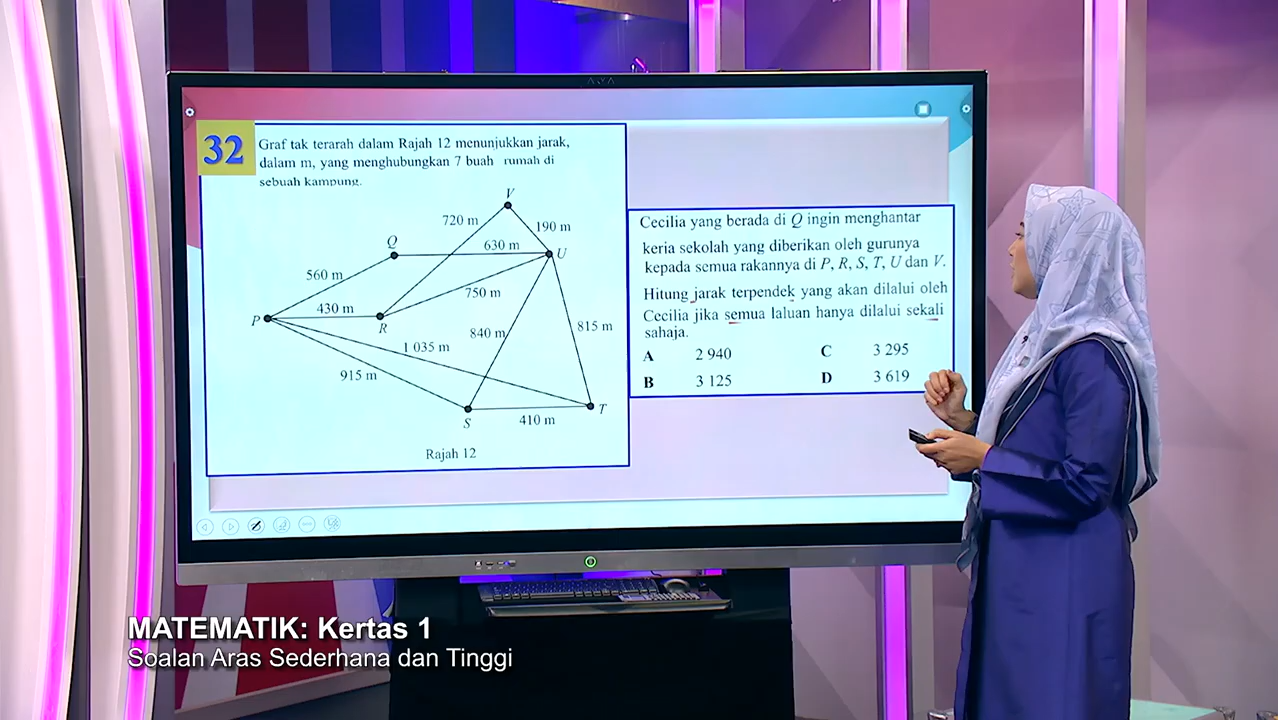 32
Graf tak terarah dalam Rajah 12 menunjukkan jarak,
dalam m, yang menghubungkan 7 buah rumah di
sebuah kampung.
V
720 m
190 m
Q
630 m
U
560 m
750 m
430 m
P
R
840 m
815 m
1 035 m
915 m
S
T
410 m
Rajah 12
Cecilia yang berada di Q ingin menghantar
kerja sekolah yang diberikan oleh gurunya
kepada semua rakannya di P, R, S, T, U dan V.
Hitung jarak terpendek yang akan dilalui oleh
Cecilia jika semua laluan hanya dilalui sekali
sahaja.
A 2 940 C 3 295
B 3 125 D 3 619
MATEMATIK: Kertas 1
Soalan Aras Sederhana dan Tinggi